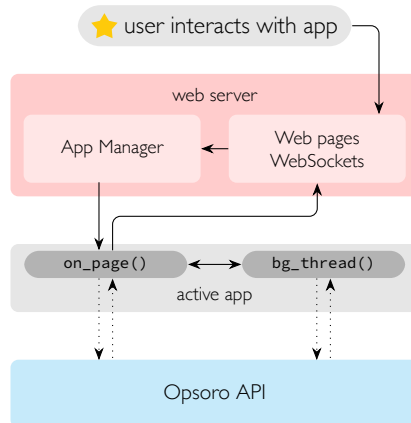 user interacts with app
web server
App Manager
Web pages
WebSockets
on_page()
bg_thread()
active app
Opsoro API